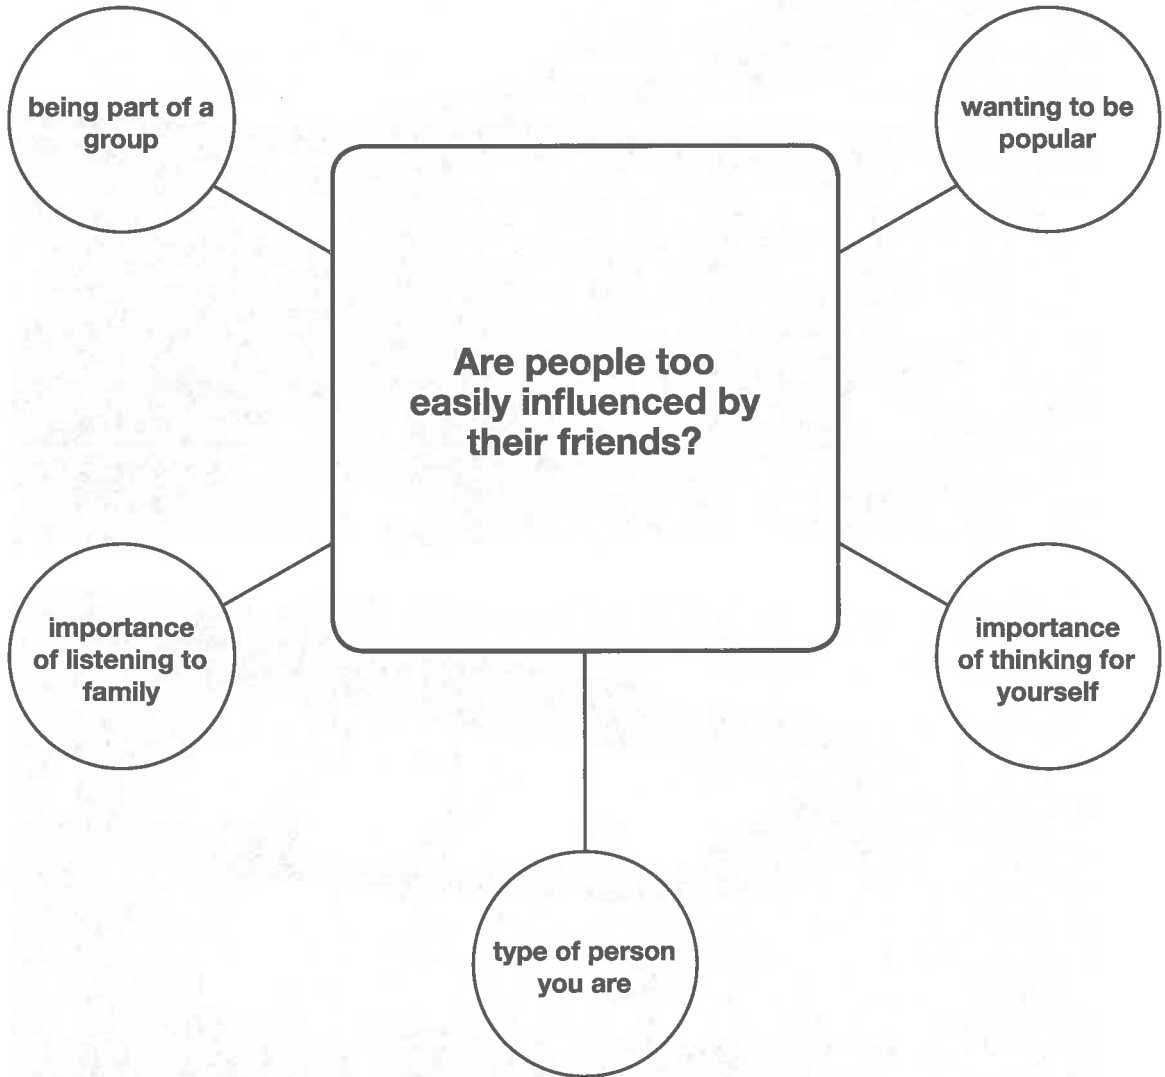 being part of a
group
wanting to be
popular
Are people too
easily influenced by
their friends?
importance
of listening to
family
importance
of thinking for
yourself
type of person
you are